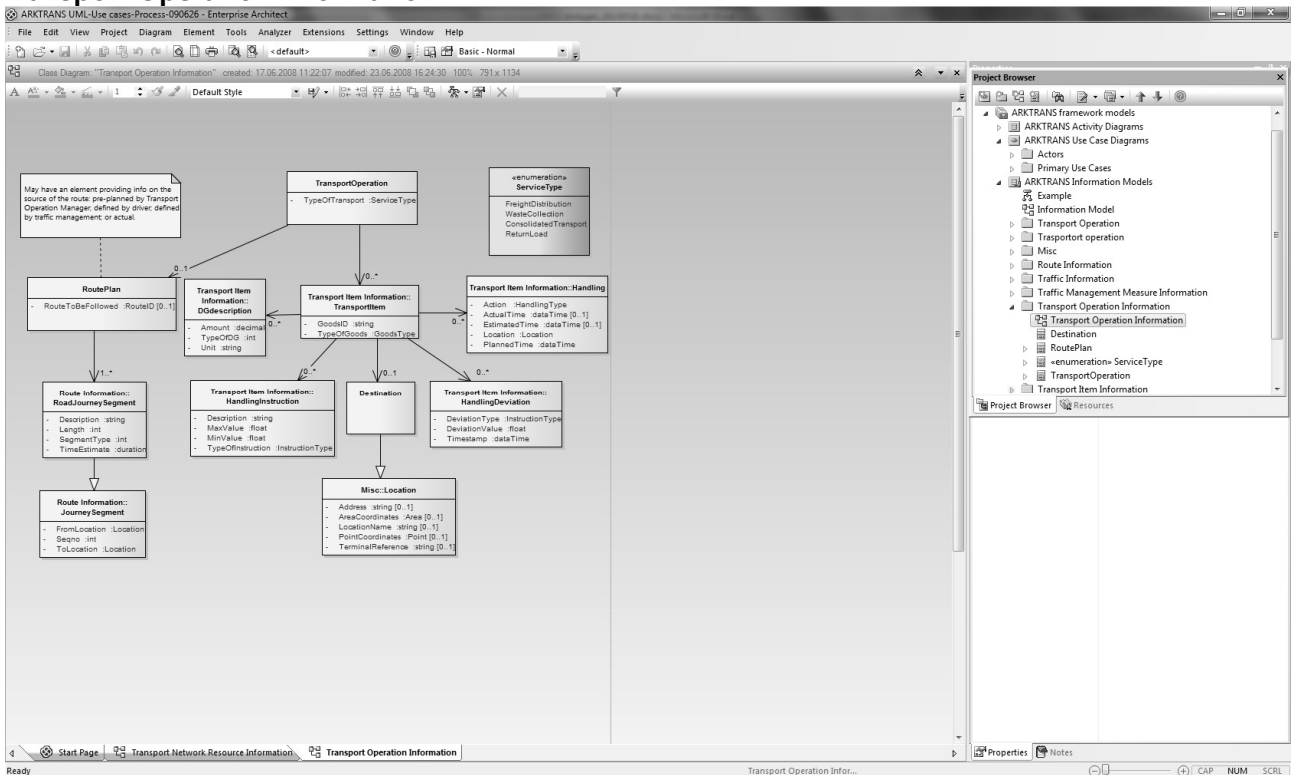 ARKTRANS UML-Use cases-Process-090626 - Enterprise Architect
File Edit View Project Diagram Element Tools Analyzer Extensions Settings Window Help
<default>
Basic - Normal
Class Diagram: "Transport Operation Information" created: 17.06.2008 11:22:07 modified: 23.06.2008 16:24:30 100% 791 x 1134
1
Default Style
May have an element providing info on the
source of the route: pre-planned by Transport
Operation Manager; defined by driver; defined
by traffic management; or actual.
TransportOperation
- TypeOfTransport :ServiceType
«enumeration»
ServiceType
FreightDistribution
WasteCollection
ConsolidatedTransport
ReturnLoad
0..1
0..*
RoutePlan
- RouteToBeFollowed :RouteID [0..1]
Transport Item
Information::
DGdescription
- Amount :decimal
- TypeOfDG :int
- Unit :string
0..*
Transport Item Information::
TransportItem
- GoodsID :string
- TypeOfGoods :GoodsType
0..*
Transport Item Information::Handling
- Action :HandlingType
- ActualTime :dataTime [0..1]
- EstimatedTime :dataTime [0..1]
- Location :Location
- PlannedTime :dataTime
1..*
0..*
0..1
0..*
Route Information::
RoadJourneySegment
- Description :string
- Length :int
- SegmentType :int
- TimeEstimate :duration
Transport Item Information::
HandlingInstruction
- Description :string
- MaxValue :float
- MinValue :float
- TypeOfInstruction :InstructionType
Destination
Transport Item Information::
HandlingDeviation
- DeviationType :InstructionType
- DeviationValue :float
- Timestamp :dataTime
Route Information::
JourneySegment
- FromLocation :Location
- Seqno :int
- ToLocation :Location
Misc::Location
- Address :string [0..1]
- AreaCoordinates :Area [0..1]
- LocationName :string [0..1]
- PointCoordinates :Point [0..1]
- TerminalReference :string [0..1]
Project Browser
ARKTRANS framework models
ARKTRANS Activity Diagrams
ARKTRANS Use Case Diagrams
Actors
Primary Use Cases
ARKTRANS Information Models
Example
Information Model
Transport Operation
Trasportort operation
Misc
Route Information
Traffic Information
Traffic Management Measure Information
Transport Operation Information
Transport Operation Information
Destination
RoutePlan
«enumeration» ServiceType
TransportOperation
Transport Item Information
Project Browser Resources
Start Page Transport Network Resource Information Transport Operation Information
Properties Notes
Ready
Transport Operation Infor...
CAP NUM SCRL